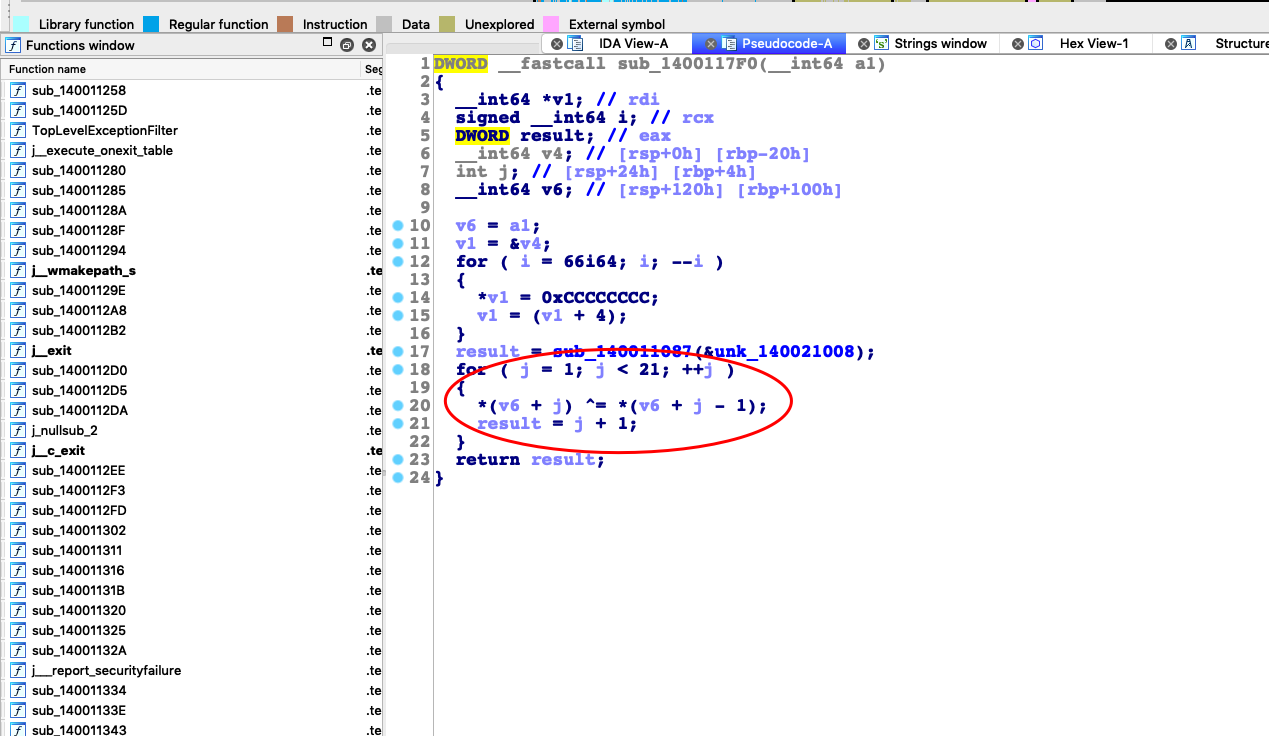 Library function Regular function Instruction Data Unexplored External symbol
Functions window
IDA View-A Pseudocode-A Strings window Hex View-1 Structure
Function name Seg
sub_140011258 .te
sub_14001125D .te
TopLevelExceptionFilter .te
j__execute_onexit_table .te
sub_140011280 .te
sub_140011285 .te
sub_14001128A .te
sub_14001128F .te
sub_140011294 .te
j__wmakepath_s .te
sub_14001129E .te
sub_1400112A8 .te
sub_1400112B2 .te
j__exit .te
sub_1400112D0 .te
sub_1400112D5 .te
sub_1400112DA .te
j_nullsub_2 .te
j__c_exit .te
sub_1400112EE .te
sub_1400112F3 .te
sub_1400112FD .te
sub_140011302 .te
sub_140011311 .te
sub_140011316 .te
sub_14001131B .te
sub_140011320 .te
sub_140011325 .te
sub_14001132A .te
j___report_securityfailure .te
sub_140011334 .te
sub_14001133E .te
sub_140011343 .te
1 DWORD __fastcall sub_1400117F0(__int64 a1)
2 {
3 __int64 *v1; // rdi
4 signed __int64 i; // rcx
5 DWORD result; // eax
6 __int64 v4; // [rsp+0h] [rbp-20h]
7 int j; // [rsp+24h] [rbp+4h]
8 __int64 v6; // [rsp+120h] [rbp+100h]
9
10 v6 = a1;
11 v1 = &v4;
12 for ( i = 66i64; i; --i )
13 {
14 *v1 = 0xCCCCCCCC;
15 v1 = (v1 + 4);
16 }
17 result = sub_140011087(&unk_140021008);
18 for ( j = 1; j < 21; ++j )
19 {
20 *(v6 + j) ^= *(v6 + j - 1);
21 result = j + 1;
22 }
23 return result;
24 }